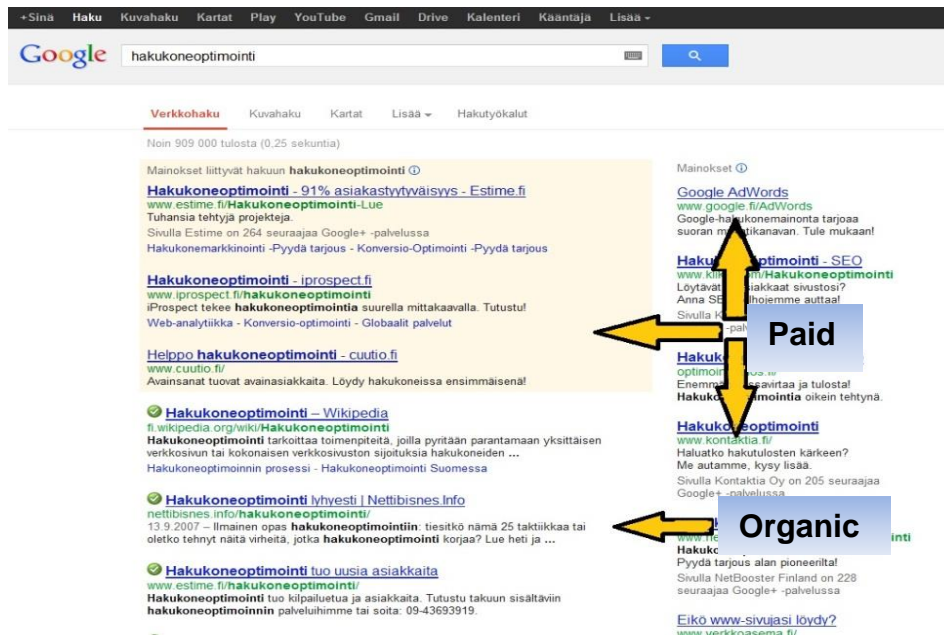 +Sinä Haku Kuvahaku Kartat Play YouTube Gmail Drive Kalenteri Kääntäjä Lisää
Google hakukoneoptimointi
Verkkohaku Kuvahaku Kartat Lisää Hakutyökalut
Noin 909 000 tulosta (0,25 sekuntia)
Mainokset liittyvät hakuun hakukoneoptimointi
Hakukoneoptimointi - 91% asiakastyytyväisyys - Estime.fi
www.estime.fi/Hakukoneoptimointi-Lue
Tuhansia tehtyjä projekteja.
Sivulla Estime on 264 seuraajaa Google+ -palvelussa
Hakukonemarkkinointi -Pyydä tarjous - Konversio-Optimointi -Pyydä tarjous
Hakukoneoptimointi - iprospect.fi
www.iprospect.fi/hakukoneoptimointi
iProspect tekee hakukoneoptimointia suurella mittakaavalla. Tutustu!
Web-analytiikka - Konversio-optimointi - Globaalit palvelut
Helppo hakukoneoptimointi - cuutio.fi
www.cuutio.fi/
Avainsanat tuovat avainasiakkaita. Löydy hakukoneissa ensimmäisenä!
Hakukoneoptimointi – Wikipedia
fi.wikipedia.org/wiki/Hakukoneoptimointi
Hakukoneoptimointi tarkoittaa toimenpiteitä, joilla pyritään parantamaan yksittäisen
verkkosivun tai kokonaisen verkkosivuston sijoituksia hakukoneiden ...
Hakukoneoptimoinnin prosessi - Hakukoneoptimointi Suomessa
Hakukoneoptimointi lyhyesti | Nettibisnes.Info
nettibisnes.info/hakukoneoptimointi/
13.9.2007 – Ilmainen opas hakukoneoptimointiin: tiesitkö nämä 25 taktiikkaa tai
oletko tehnyt näitä virheitä, jotka hakukoneoptimointi korjaa? Lue heti ja ...
Hakukoneoptimointi tuo uusia asiakkaita
www.estime.fi/hakukoneoptimointi/
Hakukoneoptimointi tuo kilpailuetua ja asiakkaita. Tutustu takuun sisältäviin
hakukoneoptimoinnin palveluihimme tai soita: 09-43693919.
Mainokset
Google AdWords
www.google.fi/AdWords
Google-hakukonemainonta tarjoaa
suoran kanavan. Tule mukaan!
- SEO
/Hakukoneoptimointi
sivustosi?
Anna auttaa!
Sivulla
Paid
ja tulosta!
oikein tehtynä.
Hakukoneoptimointi
www.kontaktia.fi/
Haluatko hakutulosten kärkeen?
Me autamme, kysy lisää.
Sivulla Kontaktia Oy on 205 seuraajaa
Google+ -palvelussa
Organic
Pyydä tarjous alan pioneerilta!
Sivulla NetBooster Finland on 228
seuraajaa Google+ -palvelussa
Eikö www-sivujasi löydy?
www.verkkoasema.fi/